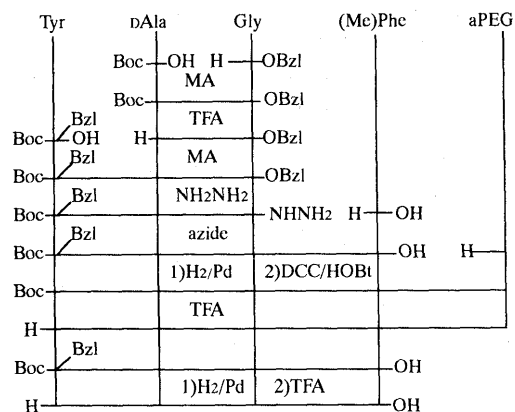 Tyr DAla Gly (Me)Phe aPEG
Boc OH H OBzl
MA
Boc OBzl
Bzl TFA
Boc OH H OBzl
Bzl MA
Boc OBzl
Bzl NH2NH2
Boc NHNH2 H OH
Bzl azide
Boc OH H
1)H2/Pd 2)DCC/HOBt
Boc
TFA
H
Bzl
Boc OH
1)H2/Pd 2)TFA
H OH